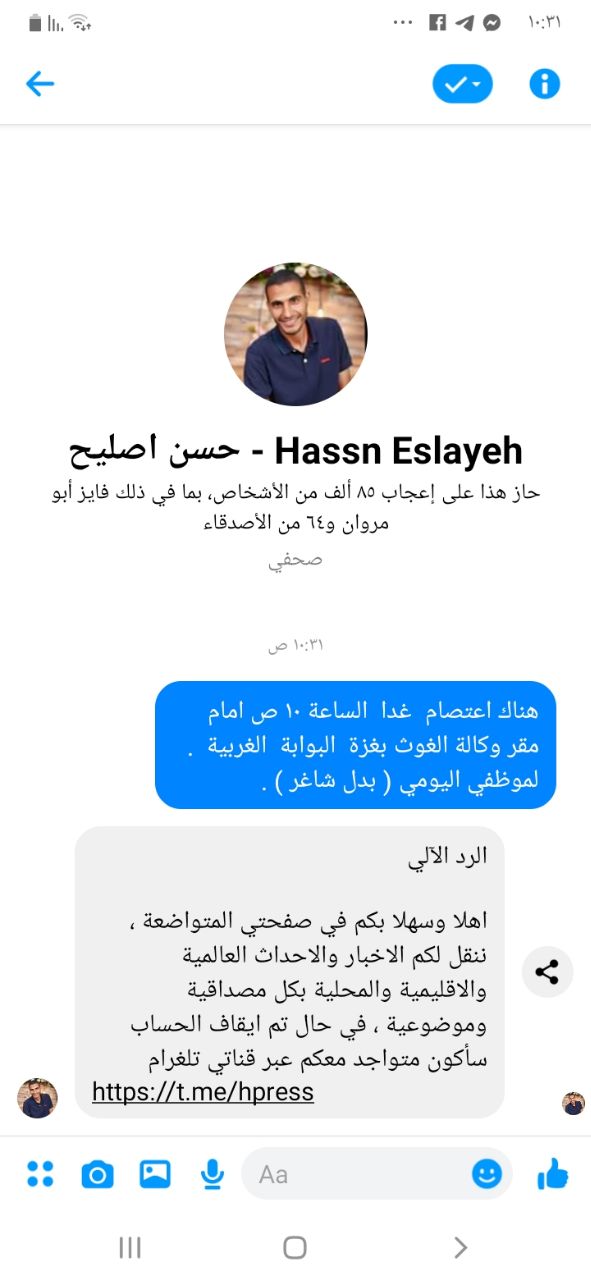 ١٠:٣١
حسن اصليح - Hassn Eslayeh
حاز هذا على إعجاب ٨٥ ألف من الأشخاص، بما في ذلك فايز أبو
مروان و٦٤ من الأصدقاء
صحفي
١٠:٣١ ص
هناك اعتصام غدا الساعة ١٠ ص امام
مقر وكالة الغوث بغزة البوابة الغربية .
لموظفي اليومي ( بدل شاغر ) .
الرد الآلي
اهلا وسهلا بكم في صفحتي المتواضعة ،
ننقل لكم الاخبار والاحداث العالمية
والاقليمية والمحلية بكل مصداقية
وموضوعية ، في حال تم ايقاف الحساب
سأكون متواجد معكم عبر قناتي تلغرام
https://t.me/hpress
Aa